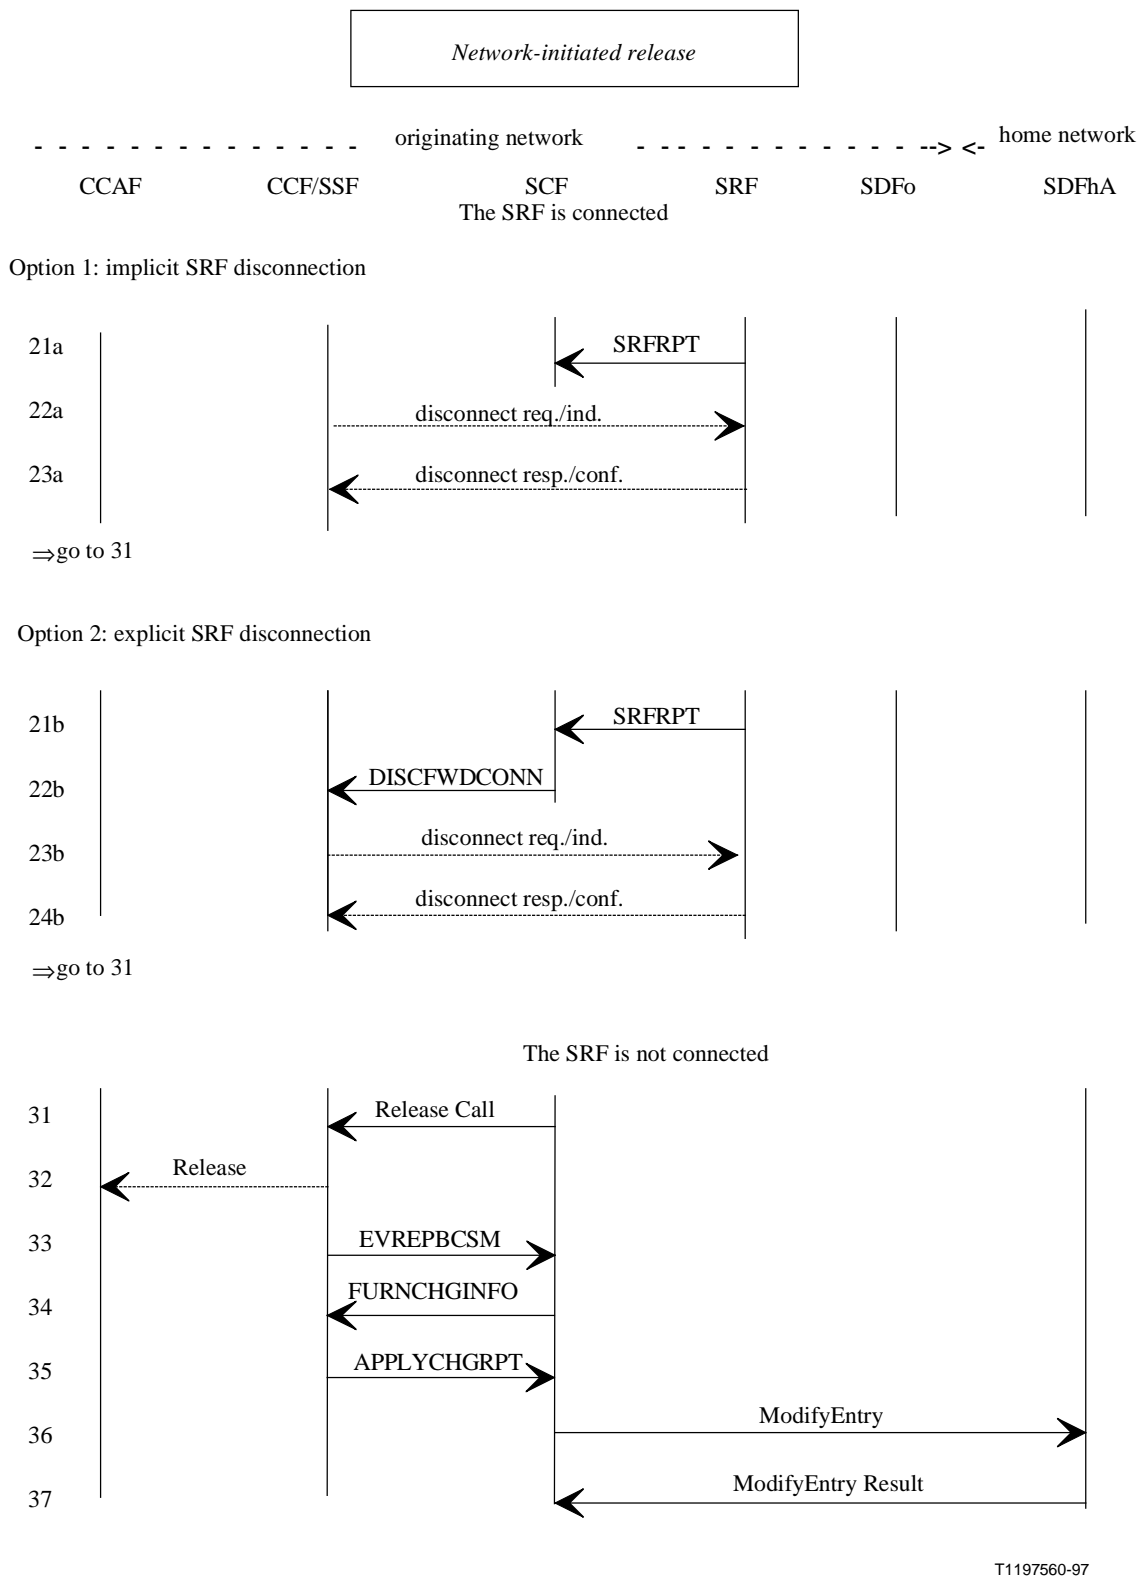 Network-initiated release
- - - - - - - - - - - - - - originating network - - - - - - - - - - - - --> <- home network
CCAF CCF/SSF SCF SRF SDFo SDFhA
The SRF is connected
Option 1: implicit SRF disconnection
21a SRFRPT
22a disconnect req./ind.
23a disconnect resp./conf.
⇒go to 31
Option 2: explicit SRF disconnection
21b SRFRPT
22b DISCFWDCONN
23b disconnect req./ind.
24b disconnect resp./conf.
⇒go to 31
The SRF is not connected
31 Release Call
32 Release
33 EVREPBCSM
34 FURNCHGINFO
35 APPLYCHGRPT
36 ModifyEntry
37 ModifyEntry Result
T1197560-97